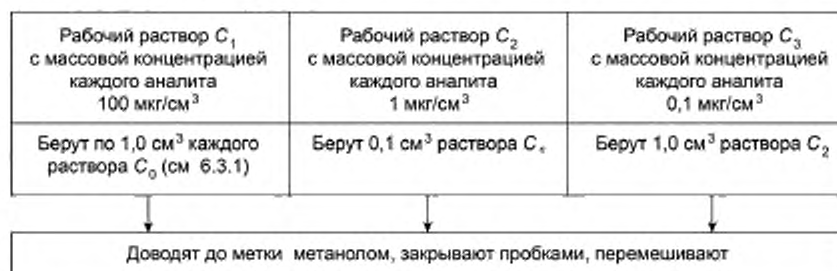 Рабочий раствор C₁
с массовой концентрацией
каждого аналита
100 мкг/см³
Рабочий раствор C₂
с массовой концентрацией
каждого аналита
1 мкг/см³
Рабочий раствор C₃
с массовой концентрацией
каждого аналита
0,1 мкг/см³
Берут по 1,0 см³ каждого
раствора C₀ (см 6.3.1)
Берут 0,1 см³ раствора C
Берут 1,0 см³ раствора C₂
Доводят до метки метанолом, закрывают пробками, перемешивают